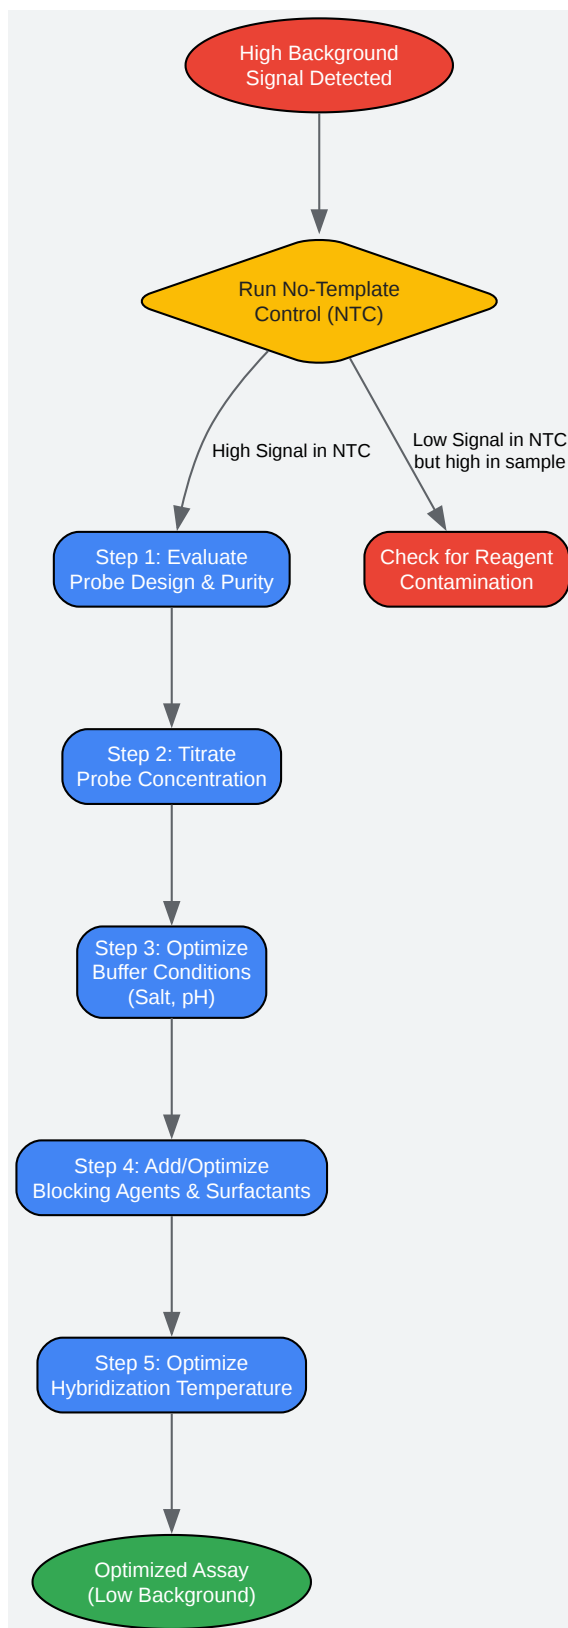 High Background
Signal Detected
Run No-Template
Control (NTC)
High Signal in NTC
Low Signal in NTC
but high in sample
Step 1: Evaluate
Probe Design & Purity
Check for Reagent
Contamination
Step 2: Titrate
Probe Concentration
Step 3: Optimize
Buffer Conditions
(Salt, pH)
Step 4: Add/Optimize
Blocking Agents & Surfactants
Step 5: Optimize
Hybridization Temperature
Optimized Assay
(Low Background)